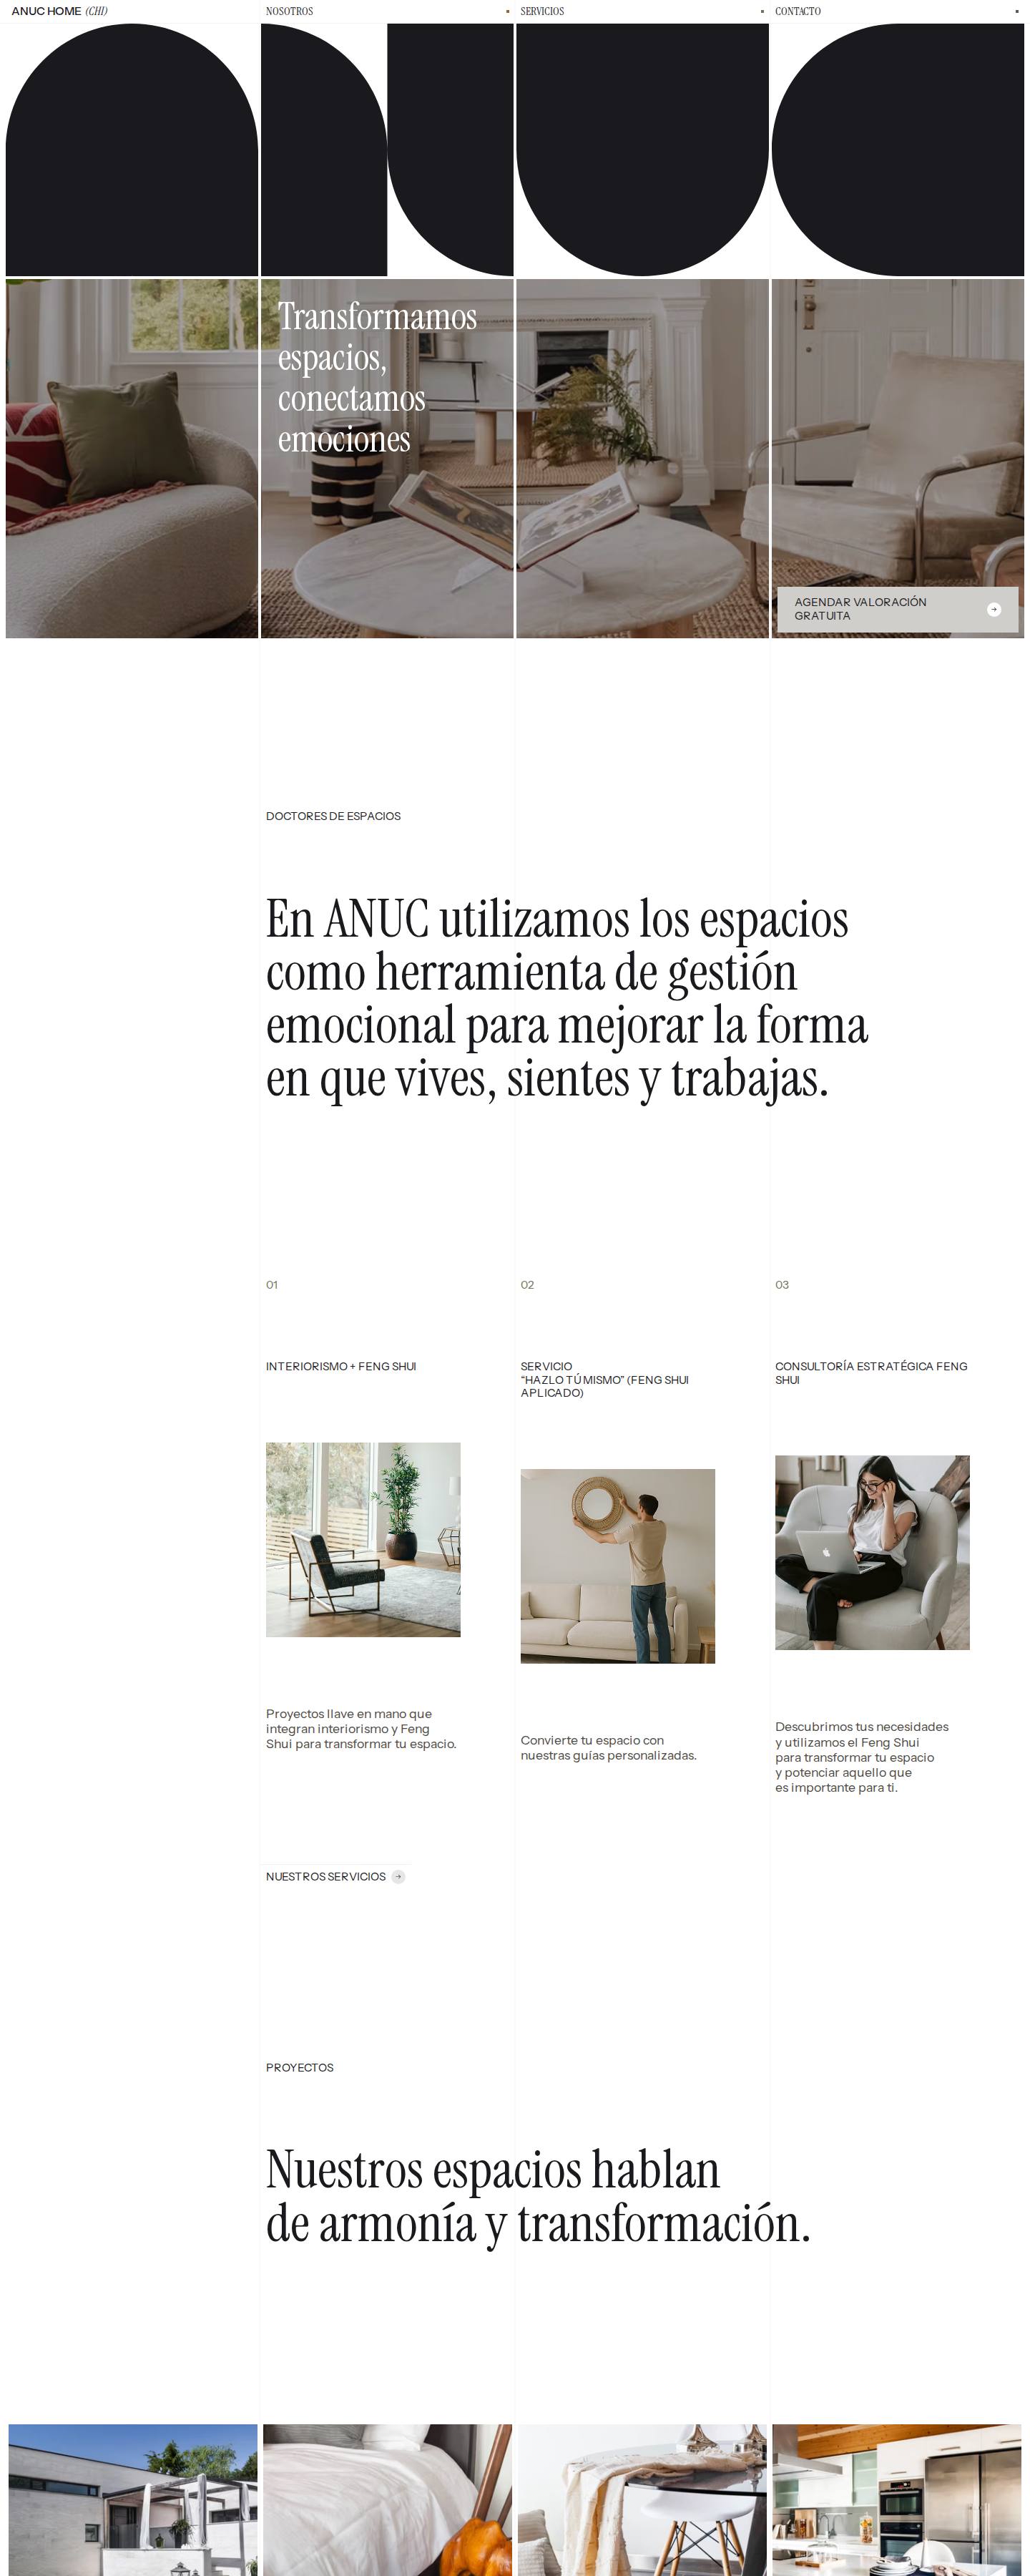 ANUC HOME (CHI)
NOSOTROS
SERVICIOS
CONTACTO
Transformamos
espacios,
conectamos
emociones
AGENDAR VALORACIÓN
GRATUITA
DOCTORES DE ESPACIOS
En ANUC utilizamos los espacios
como herramienta de gestión
emocional para mejorar la forma
en que vives, sientes y trabajas.
01
INTERIORISMO + FENG SHUI
Proyectos llave en mano que
integran interiorismo y Feng
Shui para transformar tu espacio.
02
SERVICIO
“HAZLO TÚ MISMO” (FENG SHUI
APLICADO)
Convierte tu espacio con
nuestras guías personalizadas.
03
CONSULTORÍA ESTRATÉGICA FENG
SHUI
Descubrimos tus necesidades
y utilizamos el Feng Shui
para transformar tu espacio
y potenciar aquello que
es importante para ti.
NUESTROS SERVICIOS
PROYECTOS
Nuestros espacios hablan
de armonía y transformación.